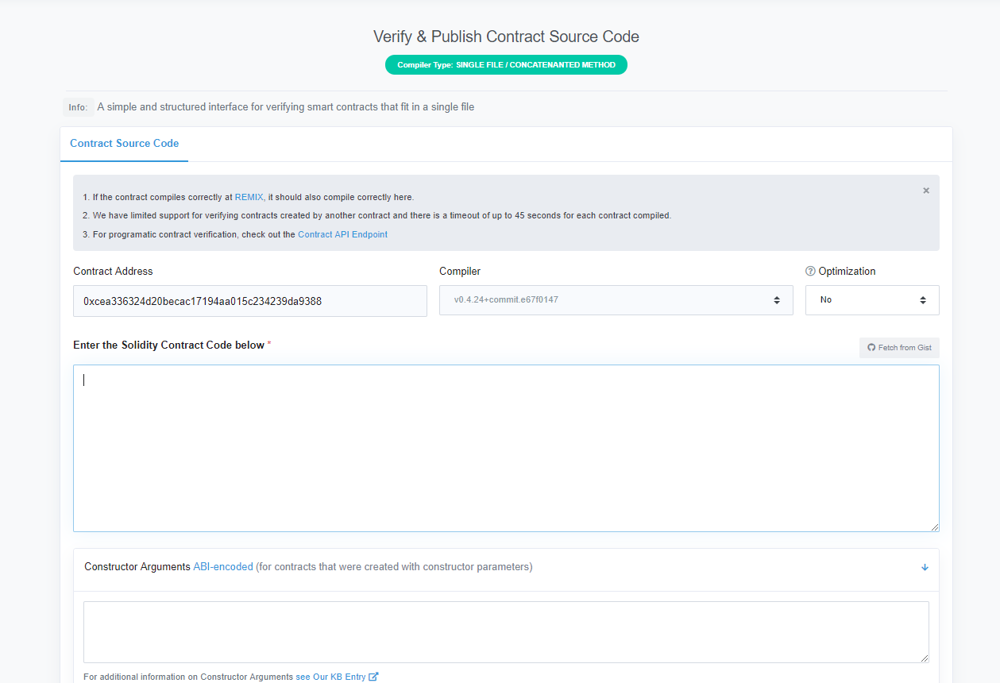 Verify & Publish Contract Source Code
Compiler Type: SINGLE FILE / CONCATENANTED METHOD
Info: A simple and structured interface for verifying smart contracts that fit in a single file
Contract Source Code
1. If the contract compiles correctly at REMIX, it should also compile correctly here.
2. We have limited support for verifying contracts created by another contract and there is a timeout of up to 45 seconds for each contract compiled.
3. For programatic contract verification, check out the Contract API Endpoint
Contract Address
Compiler
Optimization
0xcea336324d20becac17194aa015c234239da9388
v0.4.24+commit.e67f0147
No
Enter the Solidity Contract Code below *
Fetch from Gist
Constructor Arguments ABI-encoded (for contracts that were created with constructor parameters)
For additional information on Constructor Arguments see Our KB Entry